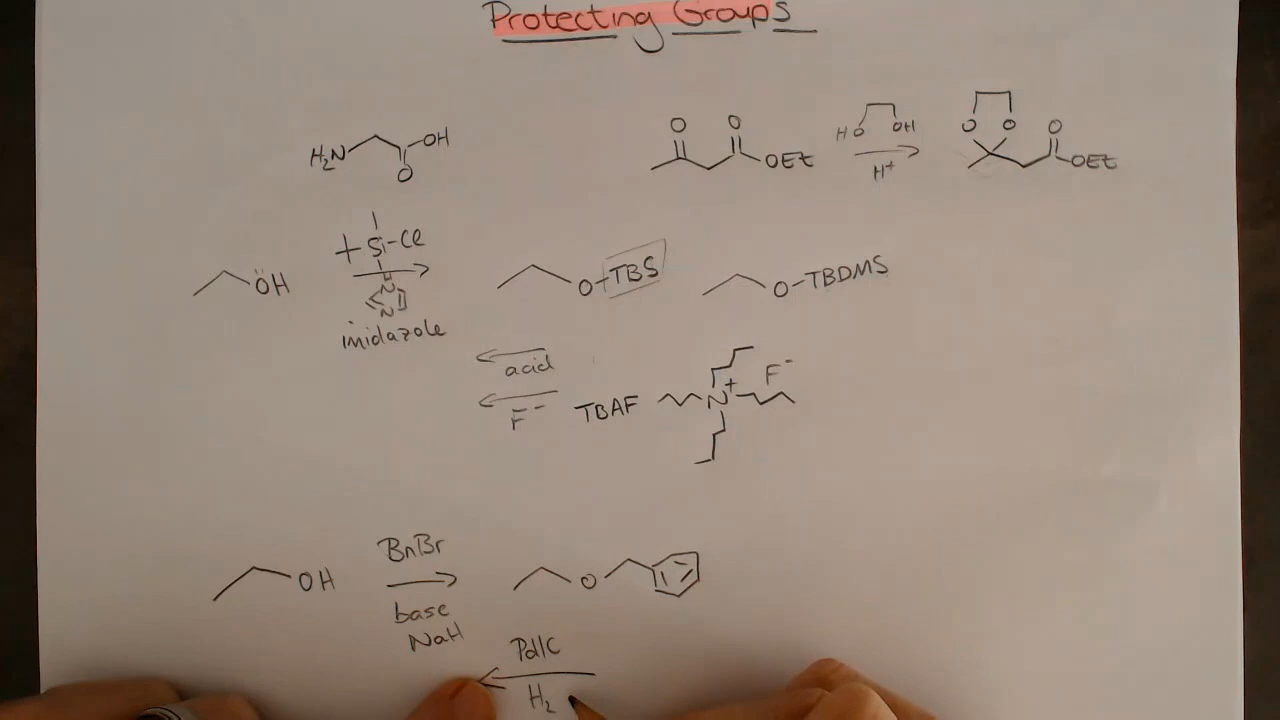 Protecting Groups
H₂N OH
O
O O
OEt
HO OH
H⁺
O O O
OEt
Si-Cl
ÖH
H
N
N
imidazole
O-TBS
O-TBDMS
acid
F⁻
TBAF
N⁺ F⁻
OH
BnBr
base
NaH
O
Pd/C
H₂